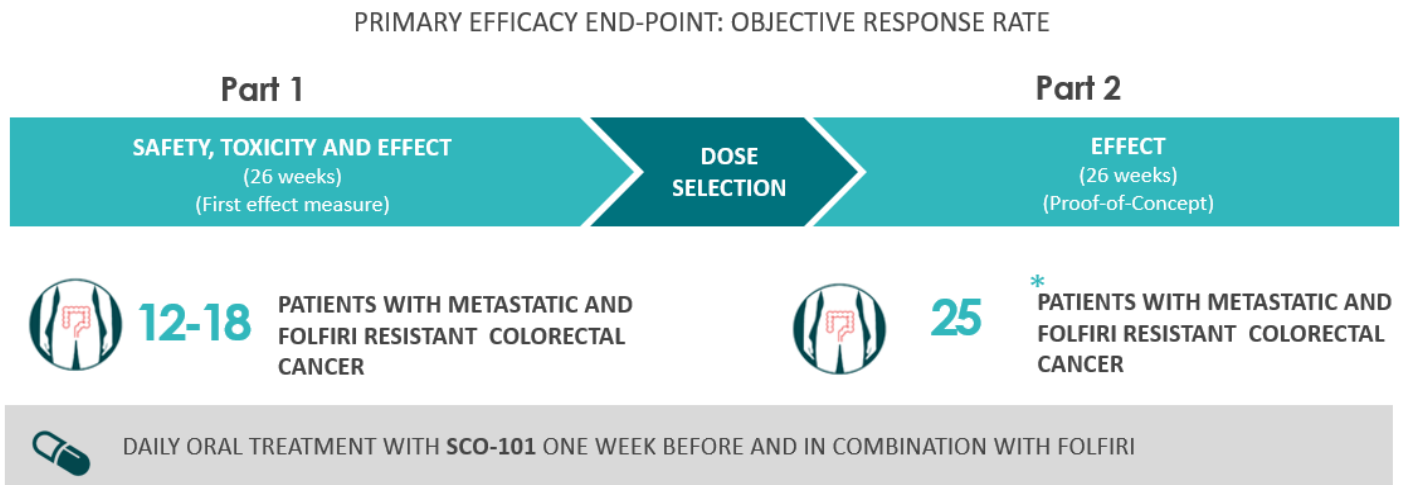 PRIMARY EFFICACY END-POINT: OBJECTIVE RESPONSE RATE
Part 1
Part 2
SAFETY, TOXICITY AND EFFECT
(26 weeks)
(First effect measure)
DOSE
SELECTION
EFFECT
(26 weeks)
(Proof-of-Concept)
12-18
PATIENTS WITH METASTATIC AND
FOLFIRI RESISTANT COLORECTAL
CANCER
25
*
PATIENTS WITH METASTATIC AND
FOLFIRI RESISTANT COLORECTAL
CANCER
DAILY ORAL TREATMENT WITH SCO-101 ONE WEEK BEFORE AND IN COMBINATION WITH FOLFIRI